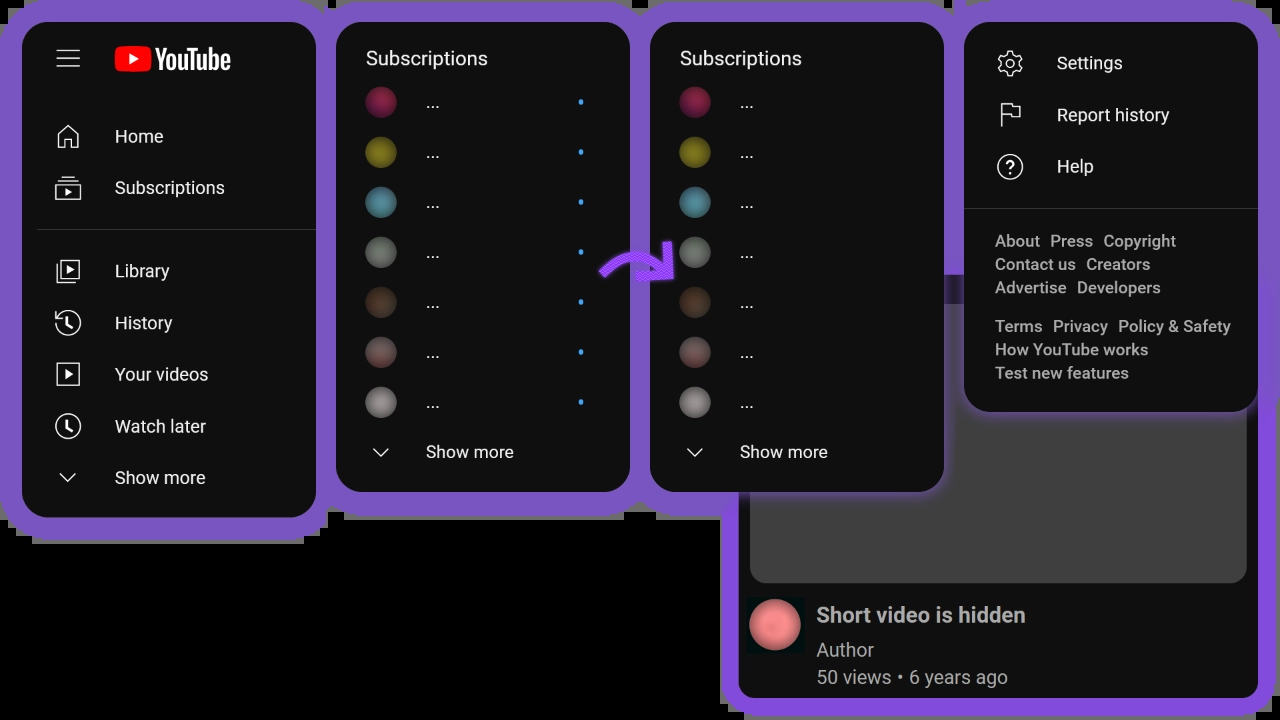 YouTube
Home
Subscriptions
Library
History
Your videos
Watch later
Show more
Subscriptions
...
...
...
...
...
...
...
Show more
Subscriptions
...
...
...
...
...
...
...
Show more
Settings
Report history
Help
About Press Copyright
Contact us Creators
Advertise Developers
Terms Privacy Policy & Safety
How YouTube works
Test new features
Short video is hidden
Author
50 views • 6 years ago